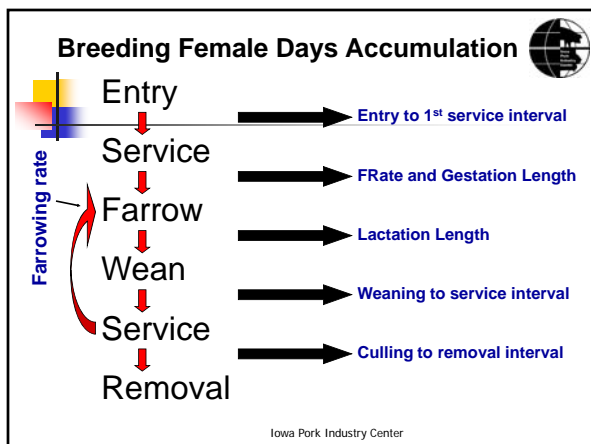 Breeding Female Days Accumulation
Entry
Entry to 1st service interval
Service
FRate and Gestation Length
Farrowing rate
Farrow
Lactation Length
Wean
Weaning to service interval
Service
Culling to removal interval
Removal
Iowa Pork Industry Center